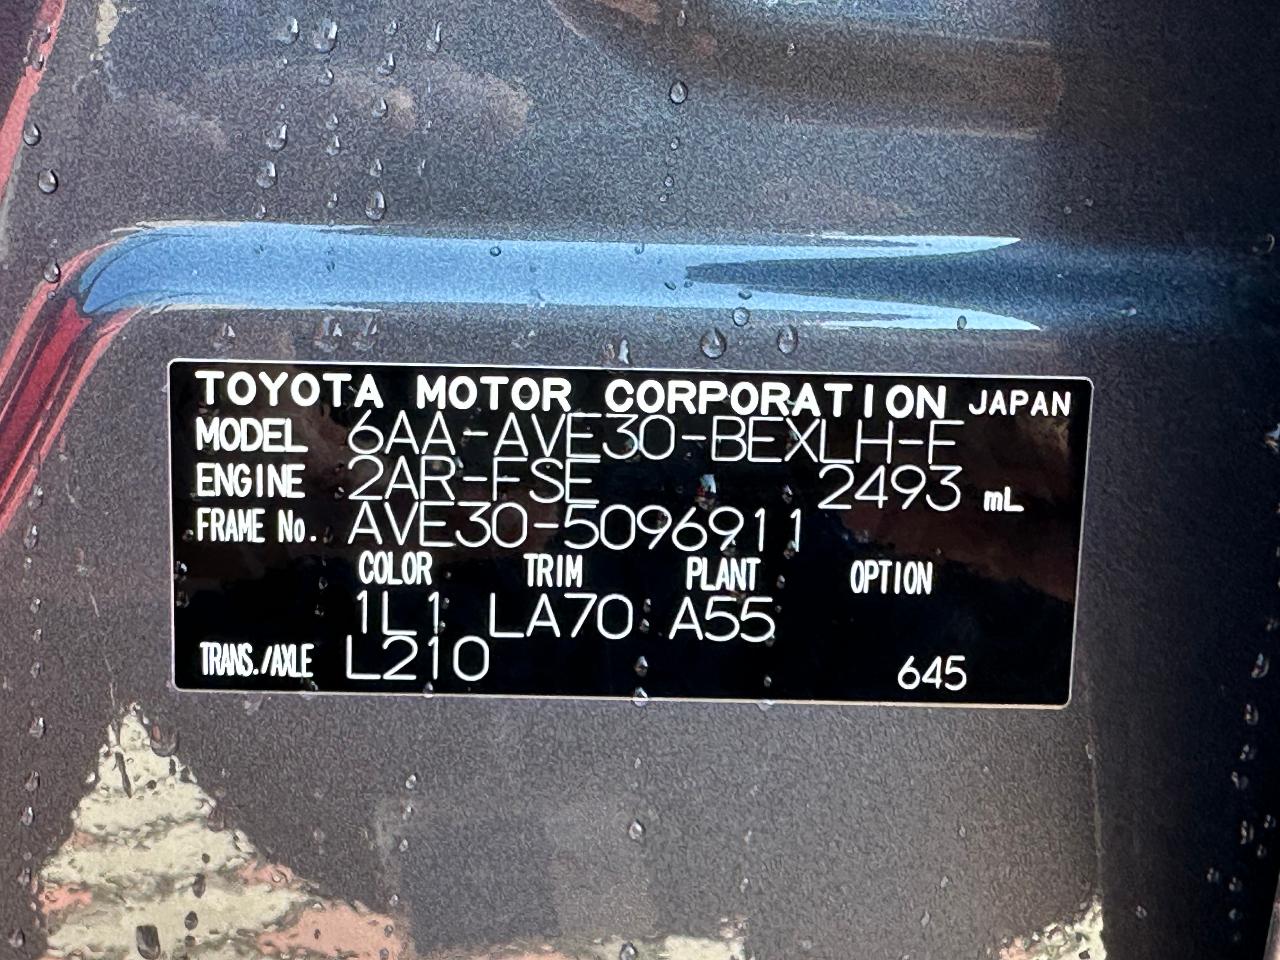 TOYOTA MOTOR CORPORATION JAPAN
MODEL 6AA-AVE30-BEXLH-F
ENGINE 2AR-FSE 2493 mL
FRAME No. AVE30-5096911
COLOR TRIM PLANT OPTION
1L1 LA70 A55
TRANS./AXLE L210 645